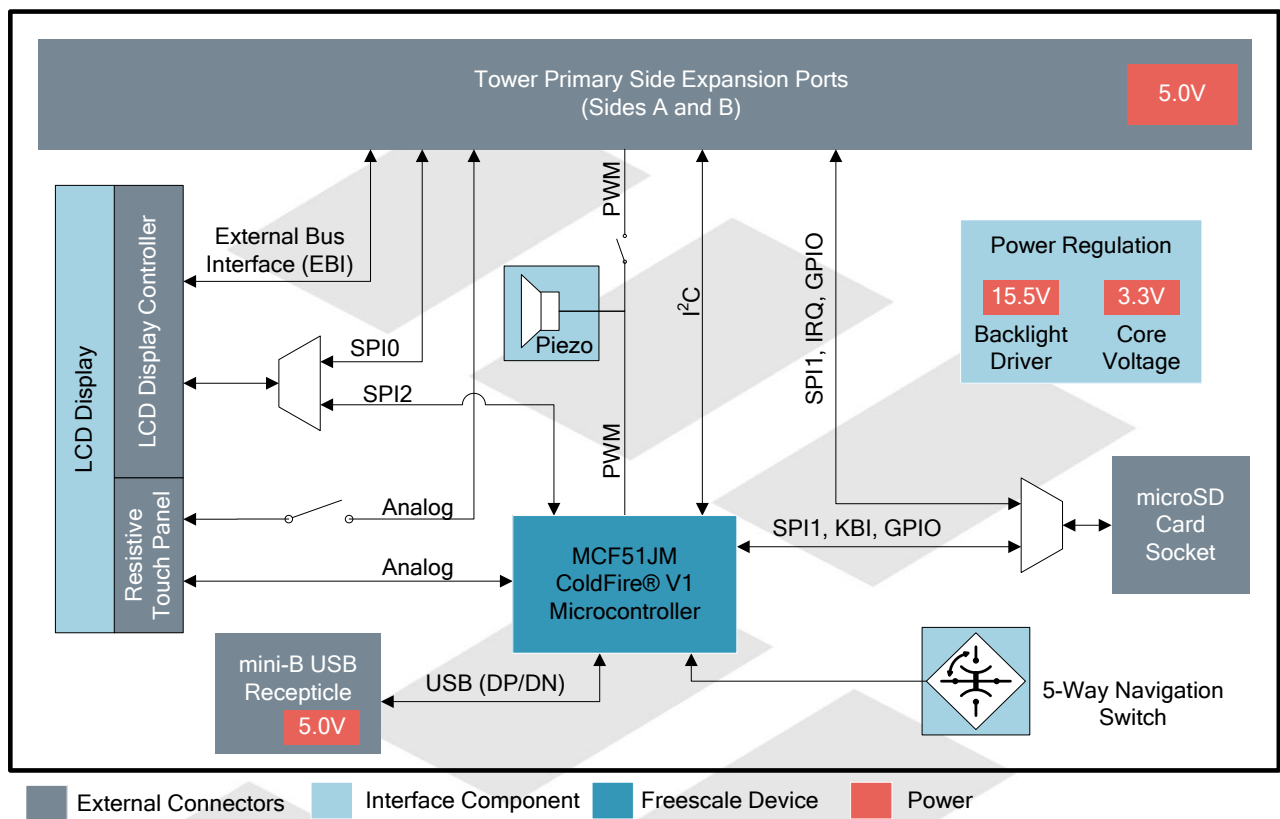 Tower Primary Side Expansion Ports
(Sides A and B)
5.0V
LCD Display
LCD Display Controller
External Bus
Interface (EBI)
PWM
I²C
SPI1, IRQ, GPIO
Power Regulation
15.5V
3.3V
Backlight
Driver
Core
Voltage
Piezo
SPI0
SPI2
PWM
Resistive
Touch Panel
Analog
Analog
MCF51JM
ColdFire® V1
Microcontroller
SPI1, KBI, GPIO
microSD
Card
Socket
mini-B USB
Recepticle
5.0V
USB (DP/DN)
5-Way Navigation
Switch
External Connectors
Interface Component
Freescale Device
Power